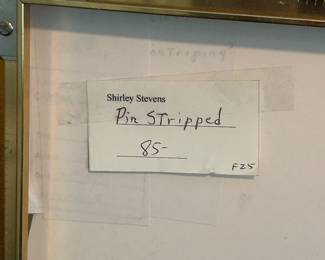 Shirley Stevens
Pin STripped
85-
F25